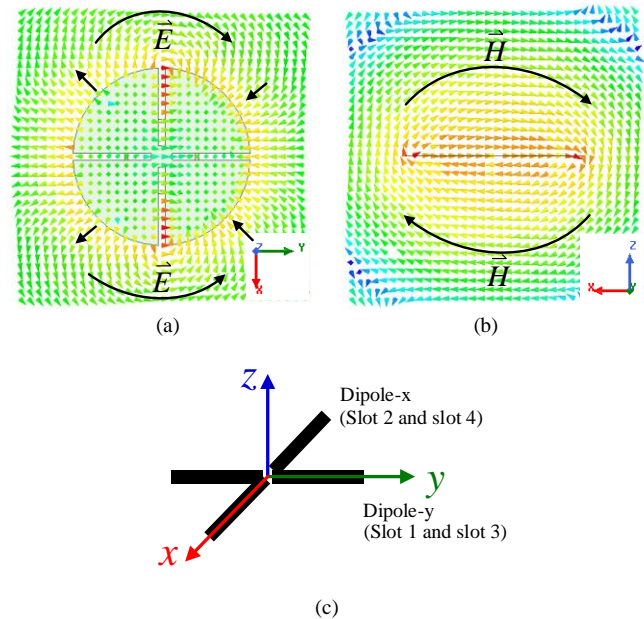 E
E
Z Y
X
(a)
H
H
Z
X Y
(b)
z
Dipole-x
(Slot 2 and slot 4)
y
Dipole-y
(Slot 1 and slot 3)
x
(c)